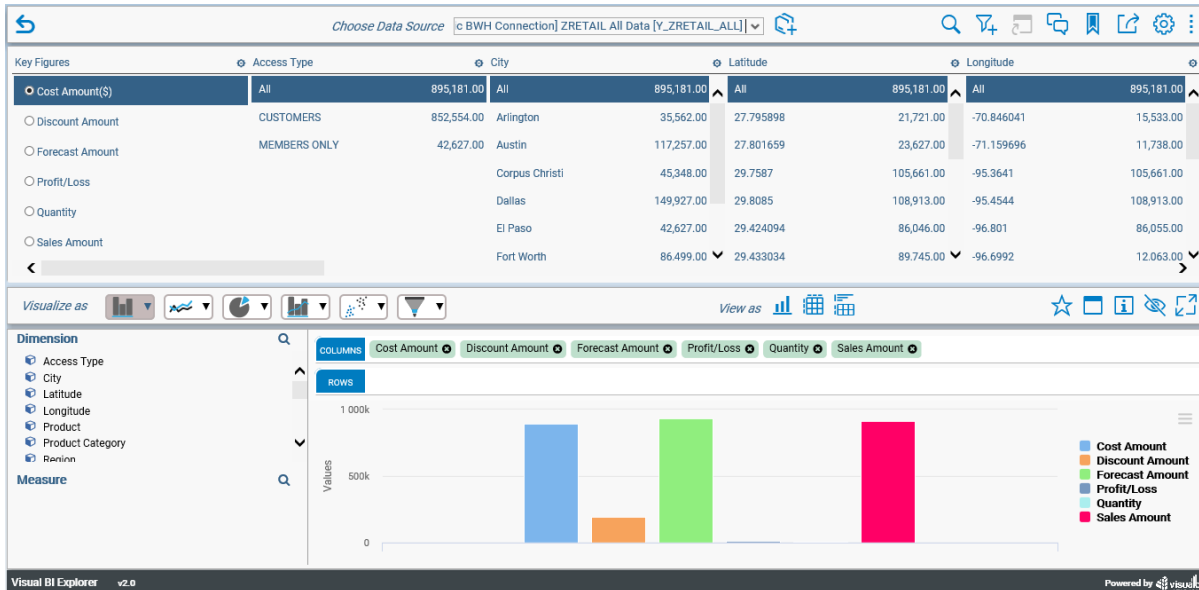 Choose Data Source c BWH Connection] ZRETAIL All Data [Y_ZRETAIL_ALL]
Key Figures Access Type City Latitude Longitude
Cost Amount($) All 895,181.00 All 895,181.00 All 895,181.00 All 895,181.00
Discount Amount CUSTOMERS 852,554.00 Arlington 35,562.00 27.795898 21,721.00 -70.846041 15,533.00
Forecast Amount MEMBERS ONLY 42,627.00 Austin 117,257.00 27.801659 23,627.00 -71.159696 11,738.00
Profit/Loss Corpus Christi 45,348.00 29.7587 105,661.00 -95.3641 105,661.00
Quantity Dallas 149,927.00 29.8085 108,913.00 -95.4544 108,913.00
Sales Amount El Paso 42,627.00 29.424094 86,046.00 -96.801 86,055.00
Fort Worth 86,499.00 29.433034 89,745.00 -96.6992 12,063.00
Visualize as View as
Dimension
Access Type
City
Latitude
Longitude
Product
Product Category
Region
Measure
COLUMNS Cost Amount Discount Amount Forecast Amount Profit/Loss Quantity Sales Amount
ROWS
1 000k
500k
0
Values
Cost Amount
Discount Amount
Forecast Amount
Profit/Loss
Quantity
Sales Amount
Visual BI Explorer v2.0 Powered by